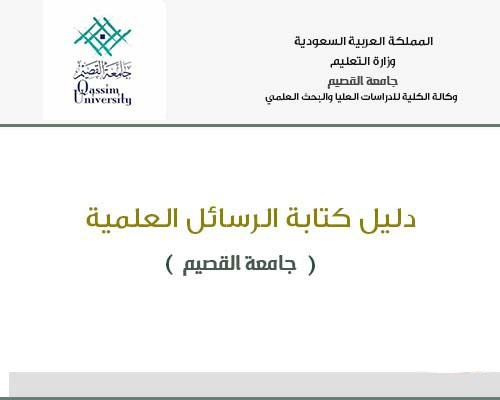 المملكة العربية السعودية
وزارة التعليم
جامعة القصيم
وكالة الكلية للدراسات العليا والبحث العلمي
جامعة القصيم
Qassim
University
دليل كتابة الرسائل العلمية
( جامعة القصيم )